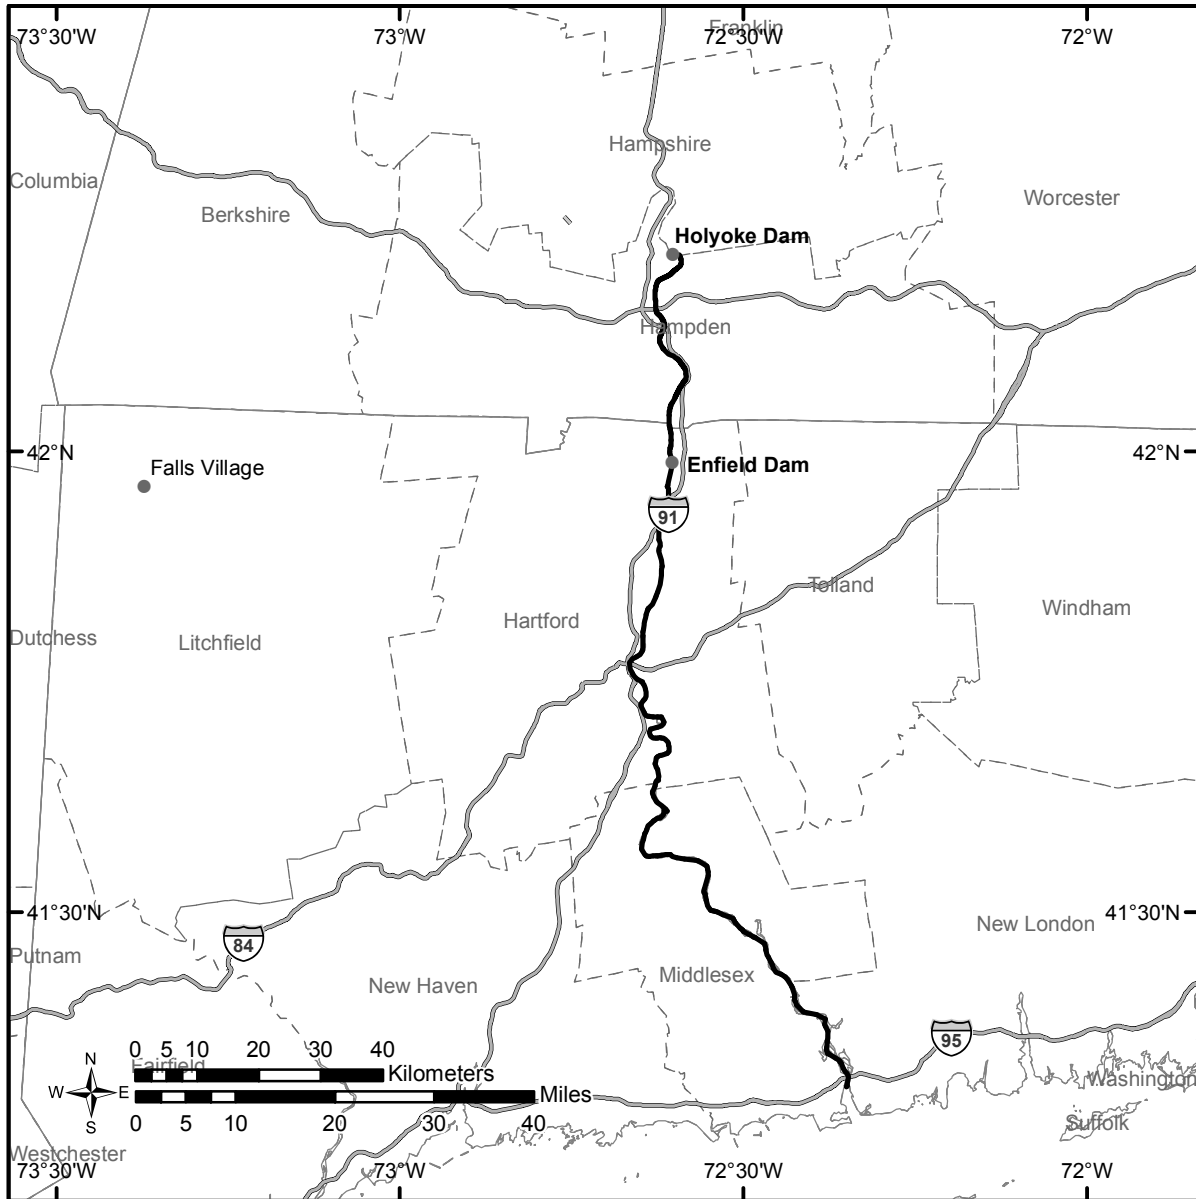 73°30'W 73°W 72°30'W 72°W
Franklin
Hampshire
Columbia
Berkshire
Worcester
Holyoke Dam
Hampden
42°N 42°N
Falls Village
Enfield Dam
91
Tolland
Hartford
Windham
Dutchess
Litchfield
41°30'N 41°30'N
New London
84
Putnam
Middlesex
New Haven
95
0 5 10 20 30 40
N
Fairfield
Kilometers
Washington
W E
Miles
S
0 5 10 20 30 40
Suffolk
Westchester
73°30'W 73°W 72°30'W 72°W